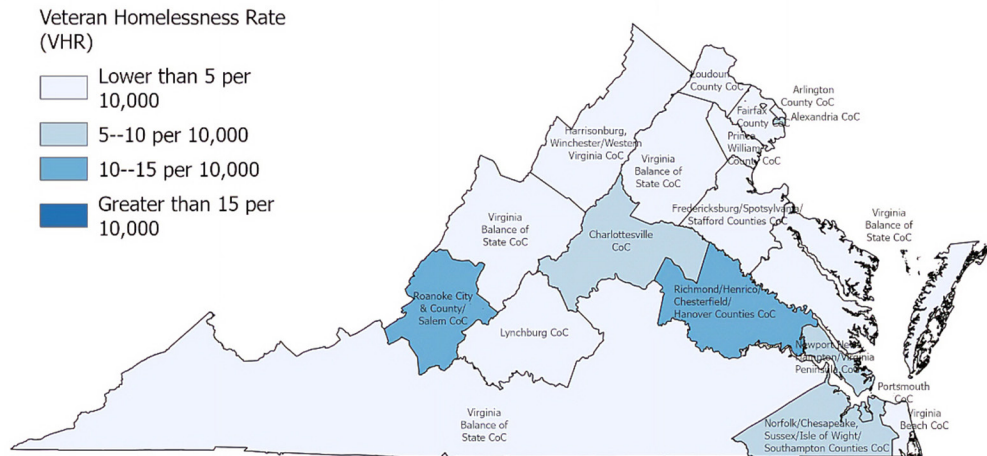 Veteran Homelessness Rate
(VHR)
Lower than 5 per
10,000
5--10 per 10,000
10--15 per 10,000
Greater than 15 per
10,000
Loudoun
County CoC
Arlington
County CoC
Fairfax
County CoC
Alexandria CoC
Prince
William
County CoC
Harrisonburg,
Winchester/Western
Virginia CoC
Virginia
Balance of
State CoC
Fredericksburg/Spotsylvania/
Stafford Counties CoC
Virginia
Balance of
State CoC
Virginia
Balance of
State CoC
Charlottesville
CoC
Roanoke City
& County/
Salem CoC
Richmond/Henrico/
Chesterfield/
Hanover Counties CoC
Lynchburg CoC
Newport News
Hampton/Virginia
Peninsula CoC
Portsmouth
CoC
Virginia
Beach CoC
Virginia
Balance of
State CoC
Norfolk/Chesapeake,
Sussex/Isle of Wight/
Southampton Counties CoC